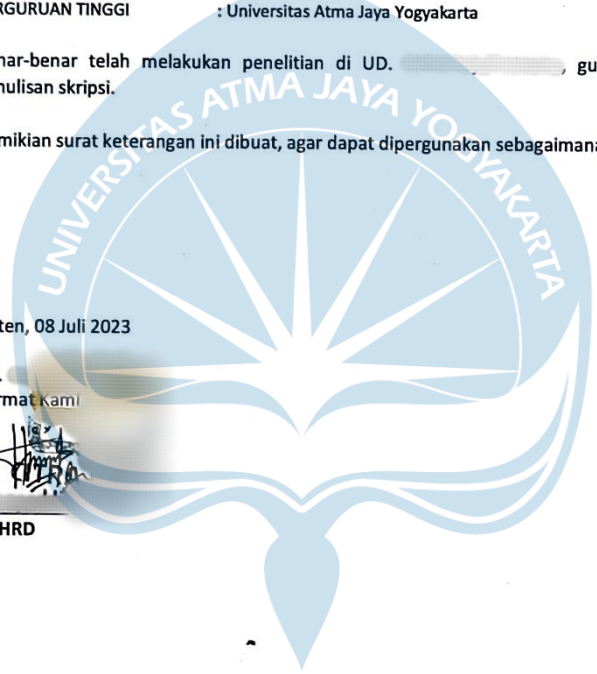 RGURUAN TINGGI : Universitas Atma Jaya Yogyakarta
nar-benar telah melakukan penelitian di UD. , gu
nulisan skripsi.
mikian surat keterangan ini dibuat, agar dapat dipergunakan sebagaimana
UNIVERSITAS ATMA JAYA YOGYAKARTA
ten, 08 Juli 2023
.
rmat Kami
HRD